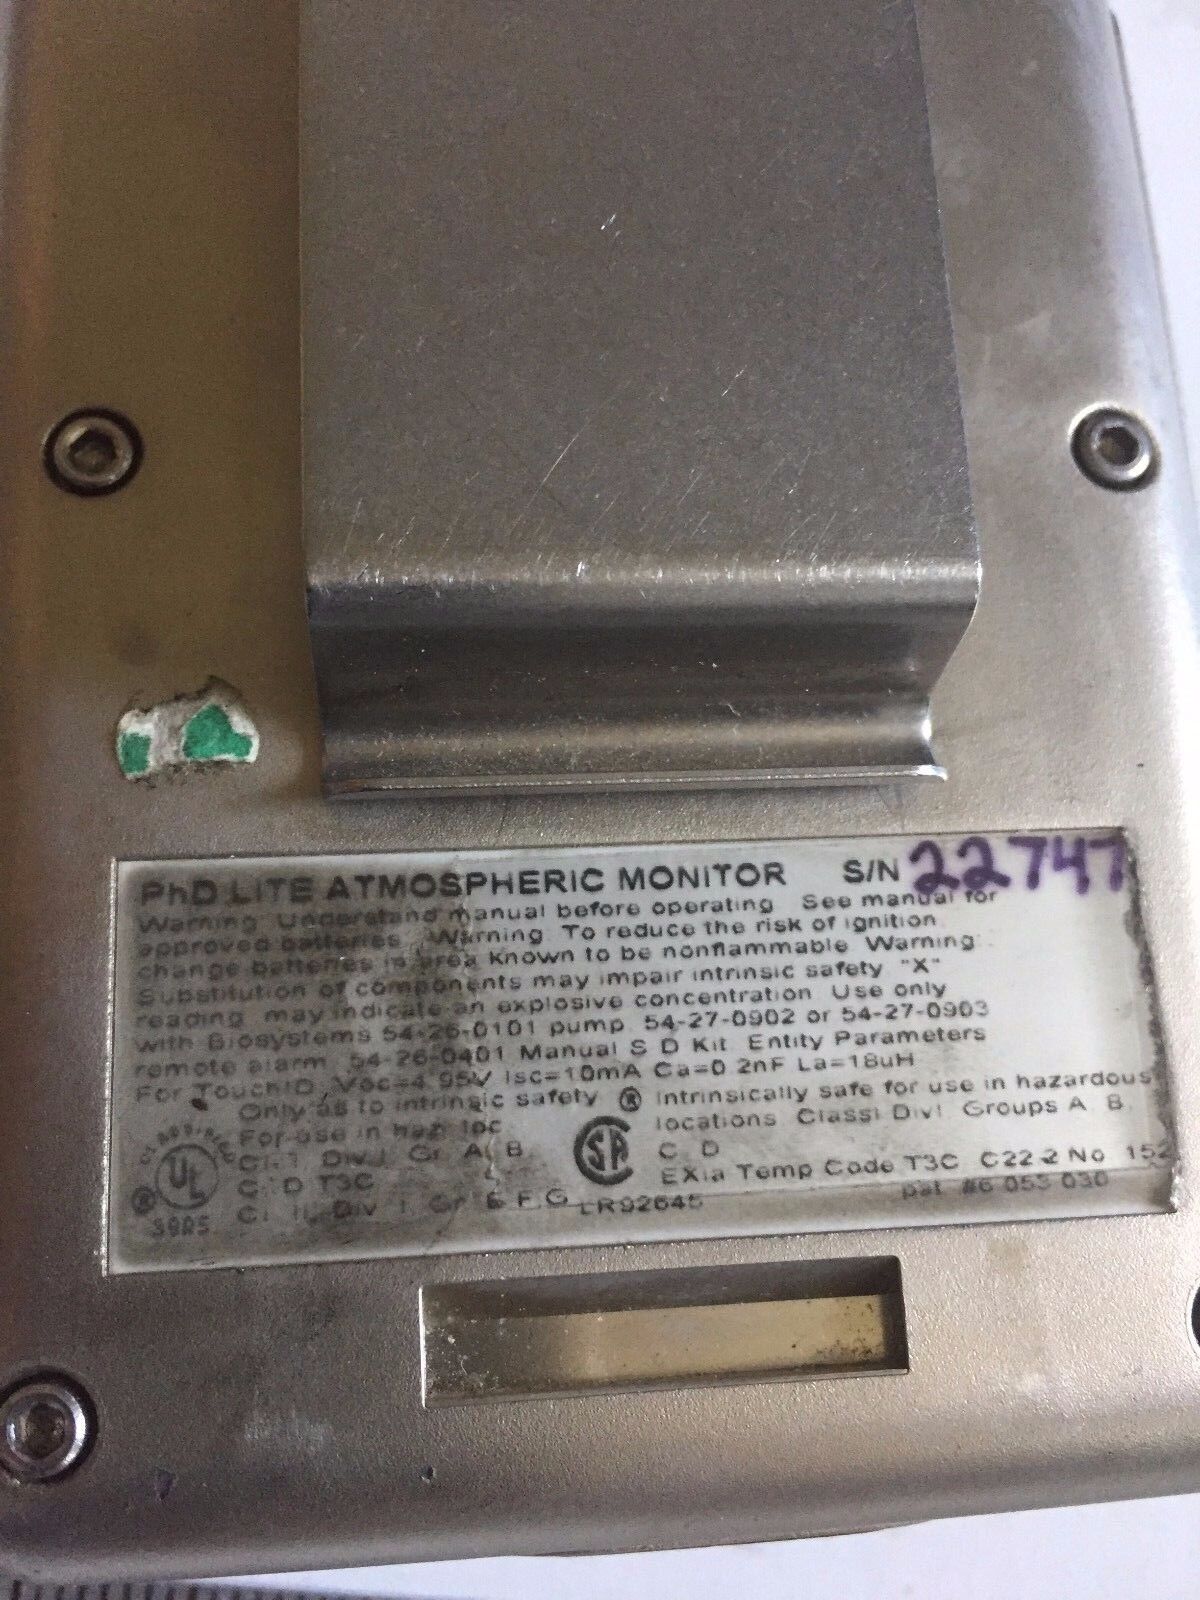 PhD LITE ATMOSPHERIC MONITOR S/N 22747
Warning Understand manual before operating See manual for
approved batteries Warning To reduce the risk of ignition
change batteries in area known to be nonflammable Warning
Substitution of components may impair intrinsic safety "X"
reading may indicate an explosive concentration Use only
with Biosystems 54-26-0101 pump 54-27-0902 or 54-27-0903
remote alarm 54-26-0401 Manual S D Kit Entity Parameters
For TouchID Voc=4.95V Isc=10mA Ca=0.2nF La=18uH
Only as to intrinsic safety ® Intrinsically safe for use in hazardous
For use in haz loc locations Class I Div I Groups A B
Cl I Div I Gr A B C D
C D T3C EXia Temp Code T3C C22.2 No 152
Cl II Div I Gr E F G LR92645 pat #6 053 030
CLASSIFIED
UL
®
SA